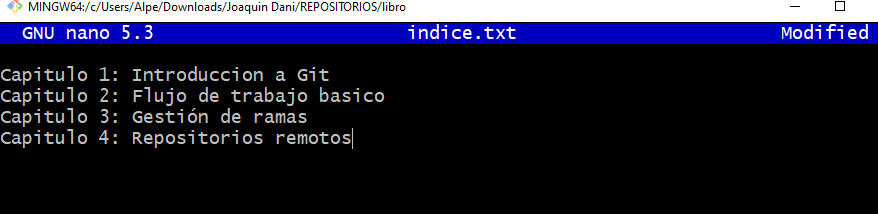 MINGW64:/c/Users/Alpe/Downloads/Joaquin Dani/REPOSITORIOS/libro
GNU nano 5.3 indice.txt Modified
Capitulo 1: Introduccion a Git
Capitulo 2: Flujo de trabajo basico
Capitulo 3: Gestión de ramas
Capitulo 4: Repositorios remotos